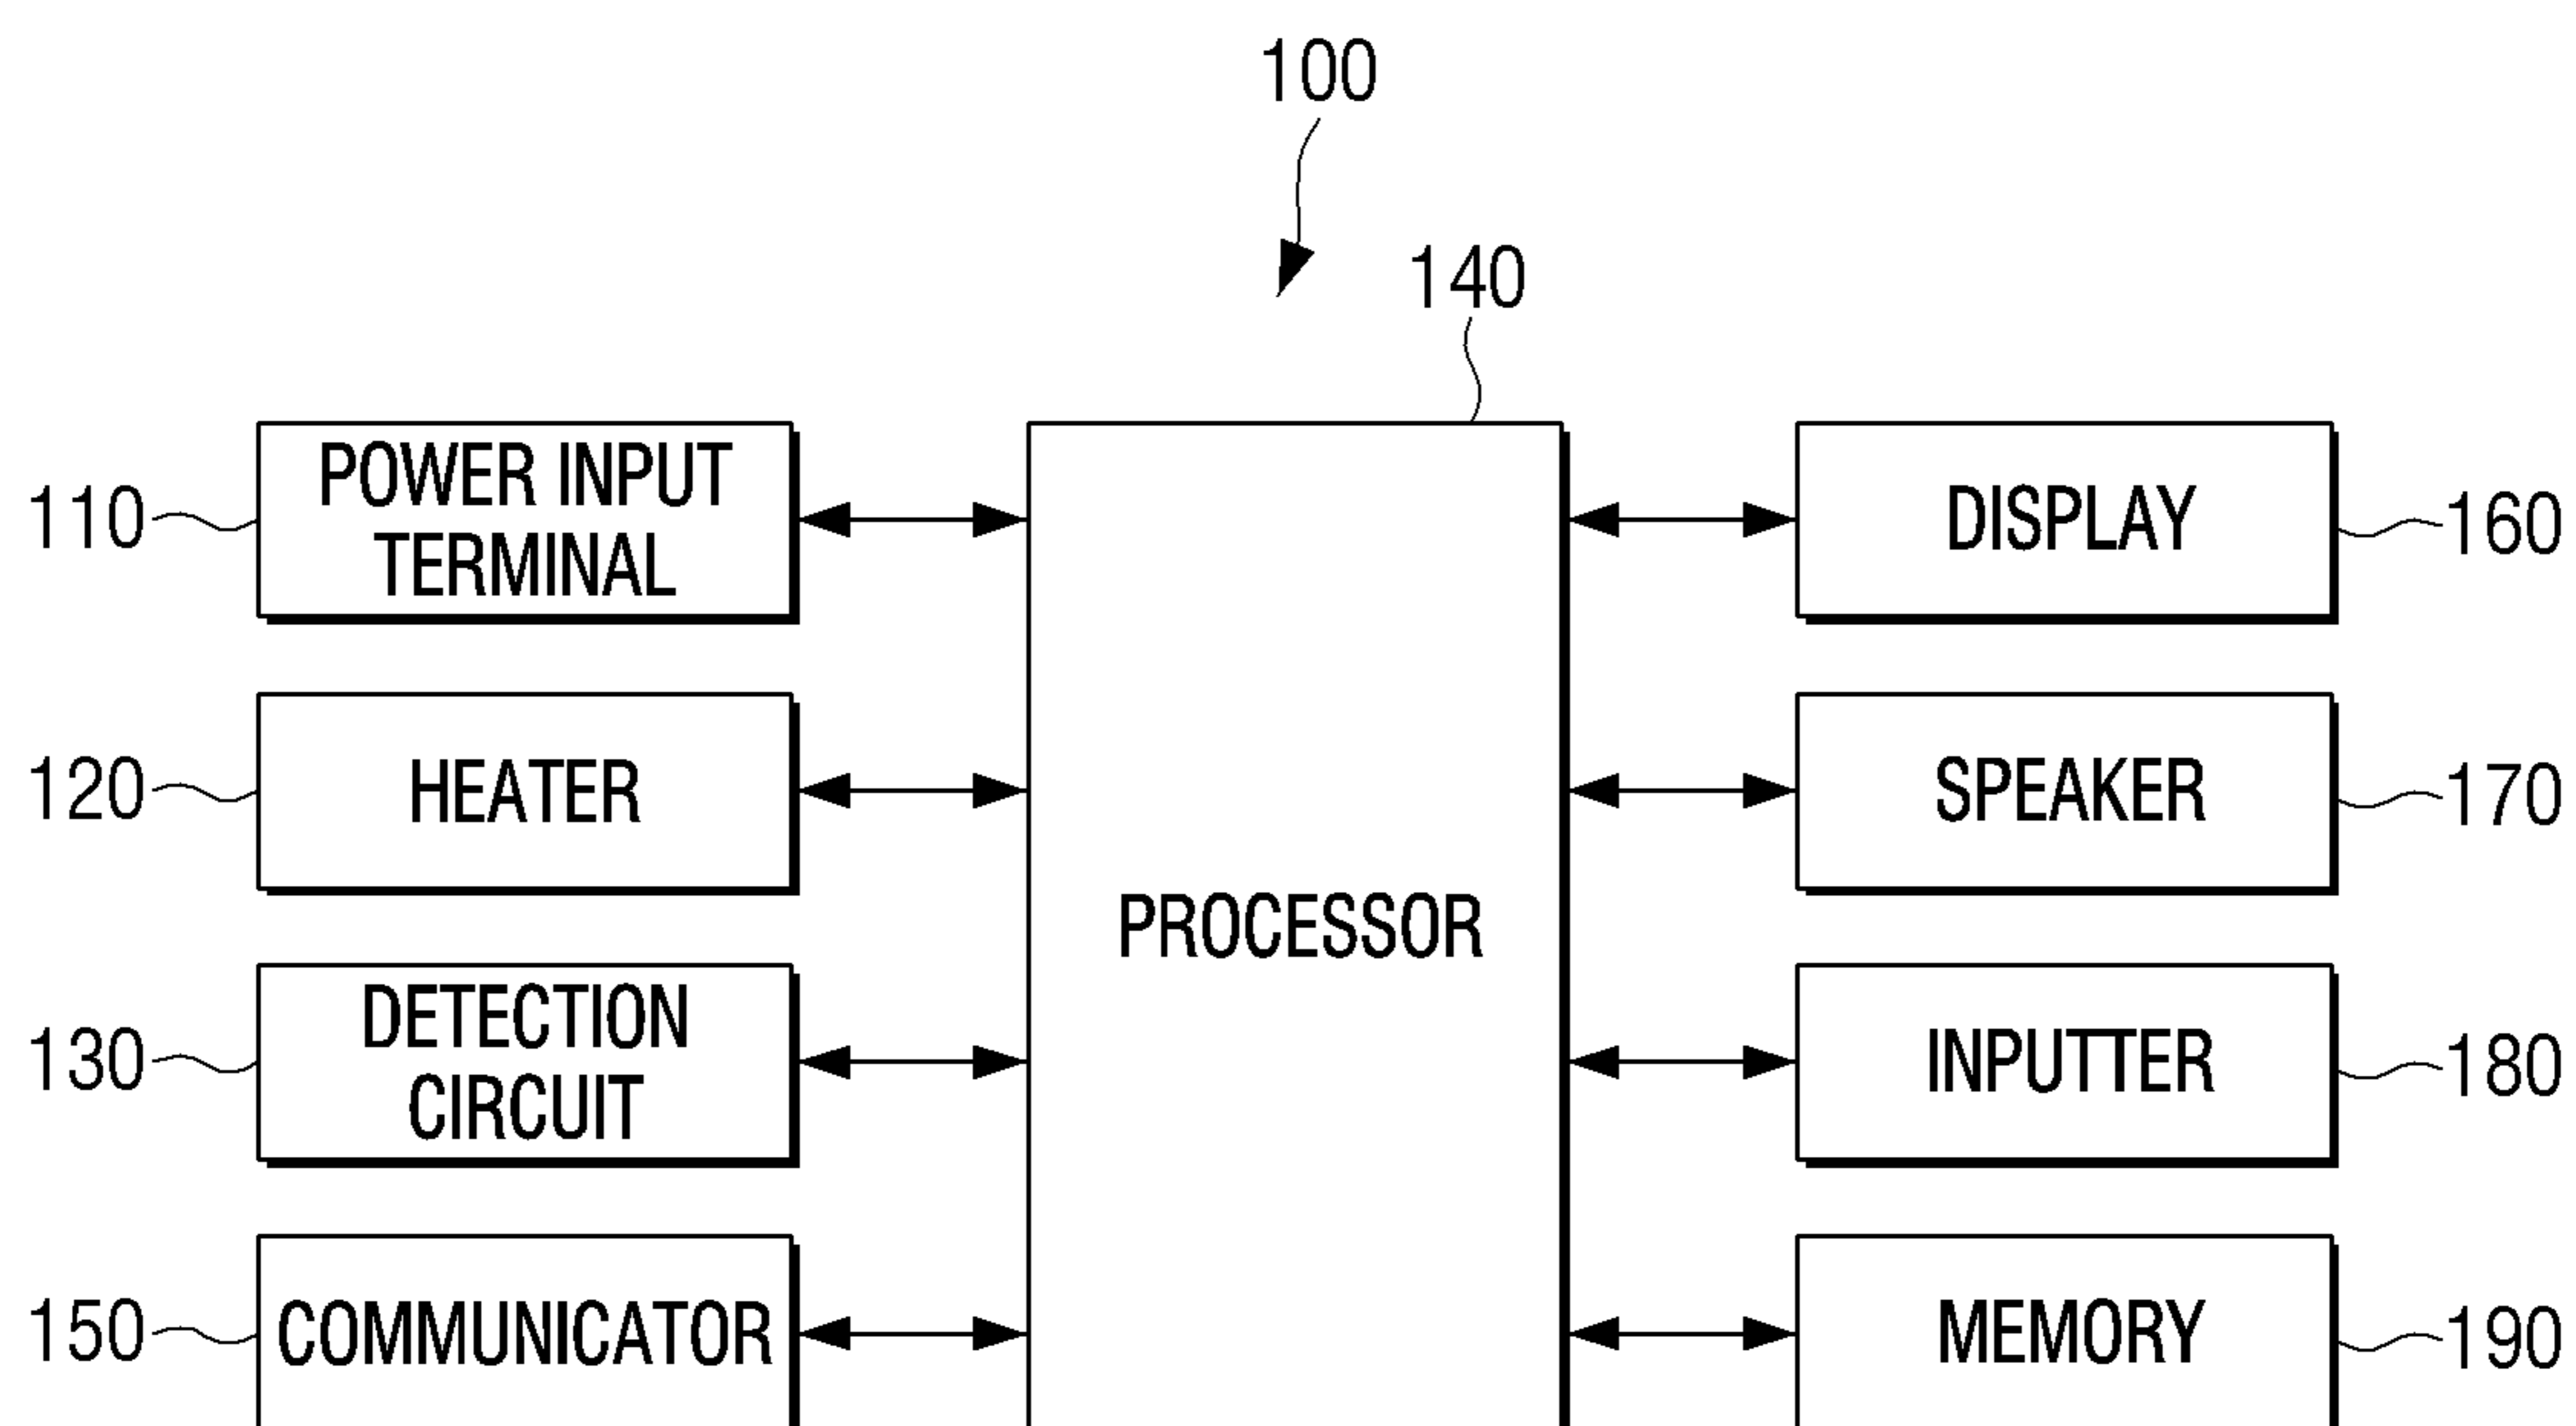 100
140
110
POWER INPUT
TERMINAL
DISPLAY
160
120
HEATER
SPEAKER
170
PROCESSOR
130
DETECTION
CIRCUIT
INPUTTER
180
150
COMMUNICATOR
MEMORY
190